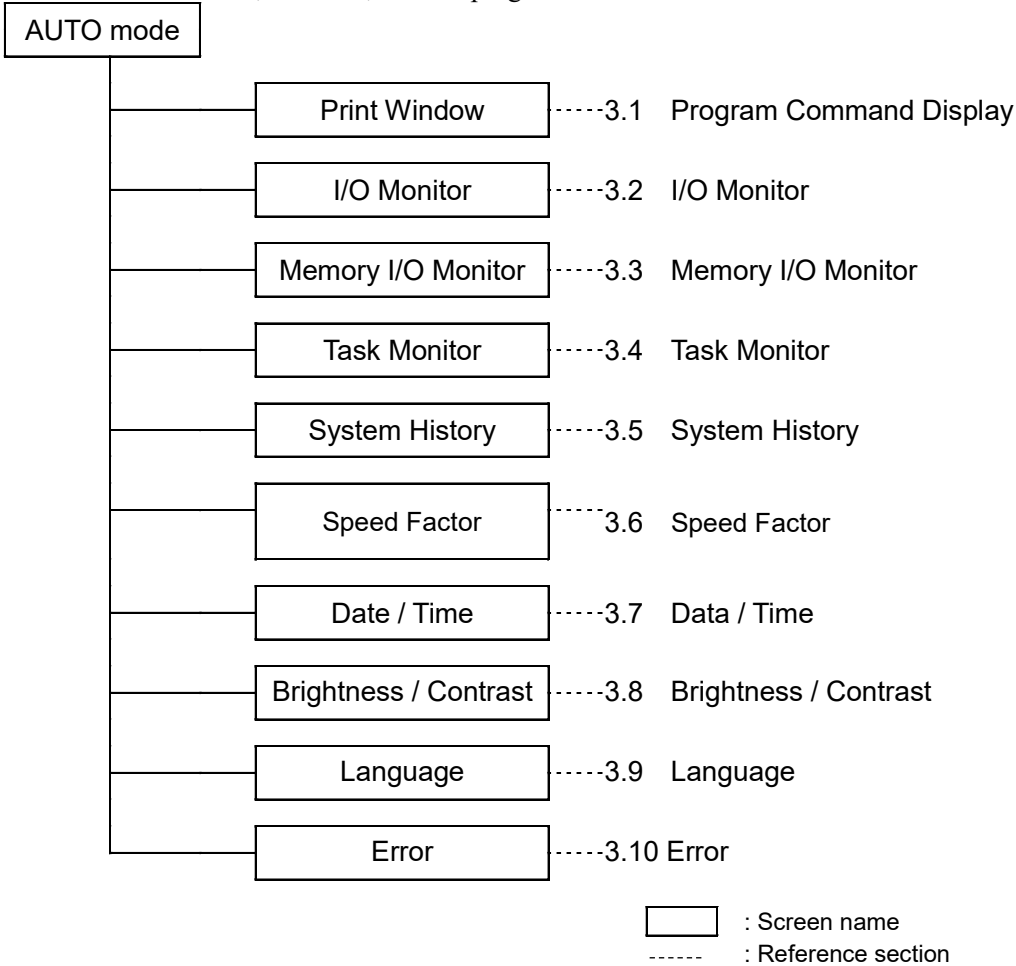 AUTO mode
Print Window 3.1 Program Command Display
I/O Monitor 3.2 I/O Monitor
Memory I/O Monitor 3.3 Memory I/O Monitor
Task Monitor 3.4 Task Monitor
System History 3.5 System History
Speed Factor 3.6 Speed Factor
Date / Time 3.7 Data / Time
Brightness / Contrast 3.8 Brightness / Contrast
Language 3.9 Language
Error 3.10 Error
: Screen name
: Reference section